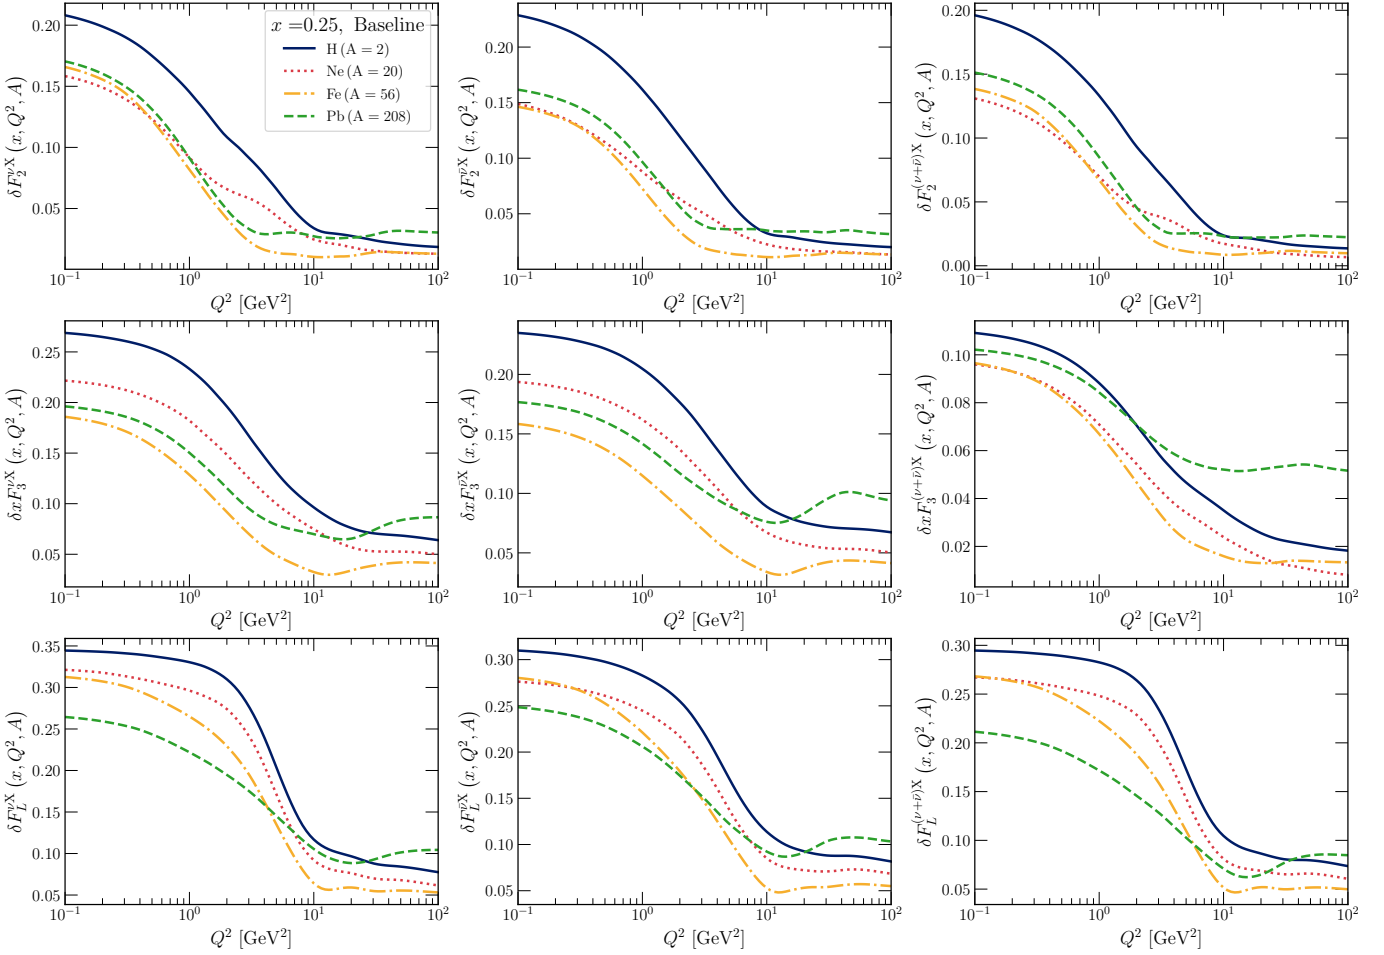 x = 0.25, Baseline
H (A = 2)
Ne (A = 20)
Fe (A = 56)
Pb (A = 208)
0.20
0.15
0.10
0.05
δF₂^{νX} (x, Q², A)
10⁻¹ 10⁰ 10¹ 10²
Q² [GeV²]
0.20
0.15
0.10
0.05
δF₂^{ν̄X} (x, Q², A)
10⁻¹ 10⁰ 10¹ 10²
Q² [GeV²]
0.20
0.15
0.10
0.05
0.00
δF₂^{(ν+ν̄)X} (x, Q², A)
10⁻¹ 10⁰ 10¹ 10²
Q² [GeV²]
0.25
0.20
0.15
0.10
0.05
δxF₃^{νX} (x, Q², A)
10⁻¹ 10⁰ 10¹ 10²
Q² [GeV²]
0.20
0.15
0.10
0.05
δxF₃^{ν̄X} (x, Q², A)
10⁻¹ 10⁰ 10¹ 10²
Q² [GeV²]
0.10
0.08
0.06
0.04
0.02
δxF₃^{(ν+ν̄)X} (x, Q², A)
10⁻¹ 10⁰ 10¹ 10²
Q² [GeV²]
0.35
0.30
0.25
0.20
0.15
0.10
0.05
δF_L^{νX} (x, Q², A)
10⁻¹ 10⁰ 10¹ 10²
Q² [GeV²]
0.30
0.25
0.20
0.15
0.10
0.05
δF_L^{ν̄X} (x, Q², A)
10⁻¹ 10⁰ 10¹ 10²
Q² [GeV²]
0.30
0.25
0.20
0.15
0.10
0.05
δF_L^{(ν+ν̄)X} (x, Q², A)
10⁻¹ 10⁰ 10¹ 10²
Q² [GeV²]